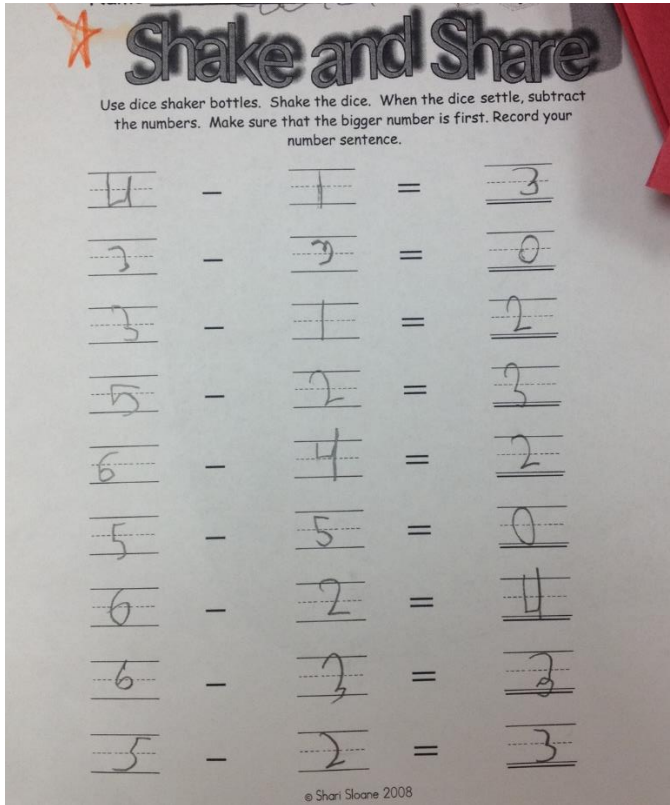 Shake and Share
Use dice shaker bottles. Shake the dice. When the dice settle, subtract
the numbers. Make sure that the bigger number is first. Record your
number sentence.
4 - 1 = 3
3 - 3 = 0
3 - 1 = 2
5 - 2 = 3
6 - 4 = 2
5 - 5 = 0
6 - 2 = 4
6 - 3 = 3
5 - 2 = 3
© Shari Sloane 2008